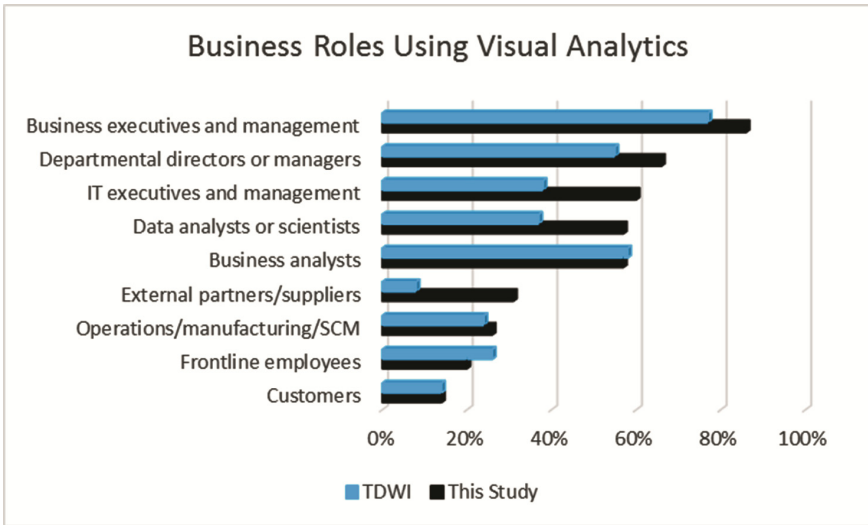 Business Roles Using Visual Analytics
Business executives and management
Departmental directors or managers
IT executives and management
Data analysts or scientists
Business analysts
External partners/suppliers
Operations/manufacturing/SCM
Frontline employees
Customers
0% 20% 40% 60% 80% 100%
TDWI This Study